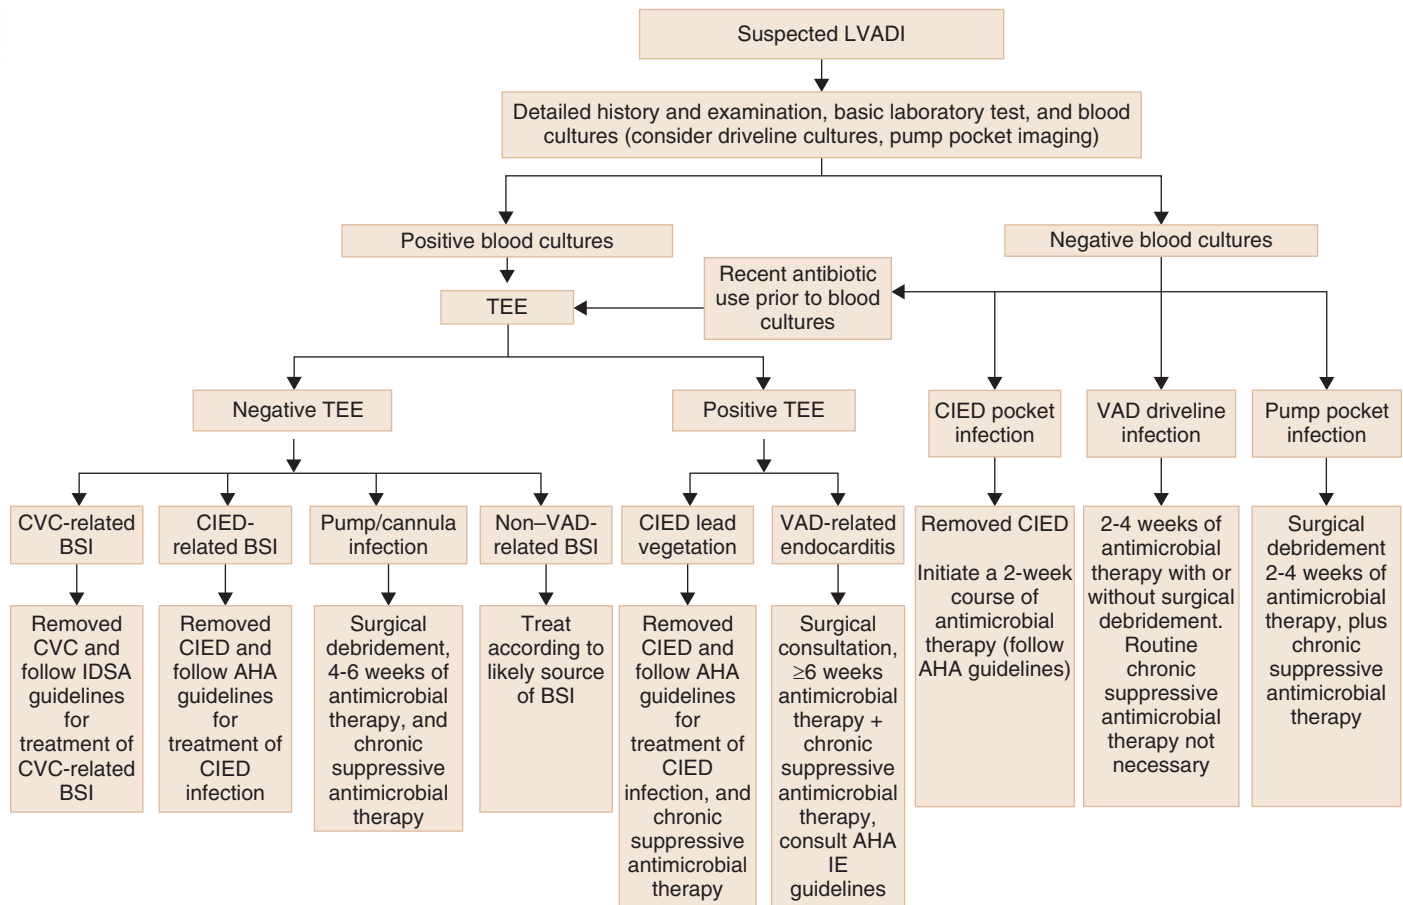 Suspected LVADI
Detailed history and examination, basic laboratory test, and blood
cultures (consider driveline cultures, pump pocket imaging)
Positive blood cultures
Negative blood cultures
Recent antibiotic
use prior to blood
cultures
TEE
Negative TEE
Positive TEE
CIED pocket
infection
VAD driveline
infection
Pump pocket
infection
CVC-related
BSI
CIED-
related BSI
Pump/cannula
infection
Non–VAD-
related BSI
CIED lead
vegetation
VAD-related
endocarditis
Removed
CVC and
follow IDSA
guidelines
for
treatment of
CVC-related
BSI
Removed
CIED and
follow AHA
guidelines
for
treatment of
CIED
infection
Surgical
debridement,
4-6 weeks of
antimicrobial
therapy, and
chronic
suppressive
antimicrobial
therapy
Treat
according to
likely source
of BSI
Removed
CIED and
follow AHA
guidelines
for
treatment of
CIED
infection, and
chronic
suppressive
antimicrobial
therapy
Surgical
consultation,
≥6 weeks
antimicrobial
therapy +
chronic
suppressive
antimicrobial
therapy,
consult AHA
IE
guidelines
Removed CIED
Initiate a 2-week
course of
antimicrobial
therapy (follow
AHA guidelines)
2-4 weeks of
antimicrobial
therapy with or
without surgical
debridement.
Routine
chronic
suppressive
antimicrobial
therapy not
necessary
Surgical
debridement
2-4 weeks of
antimicrobial
therapy, plus
chronic
suppressive
antimicrobial
therapy